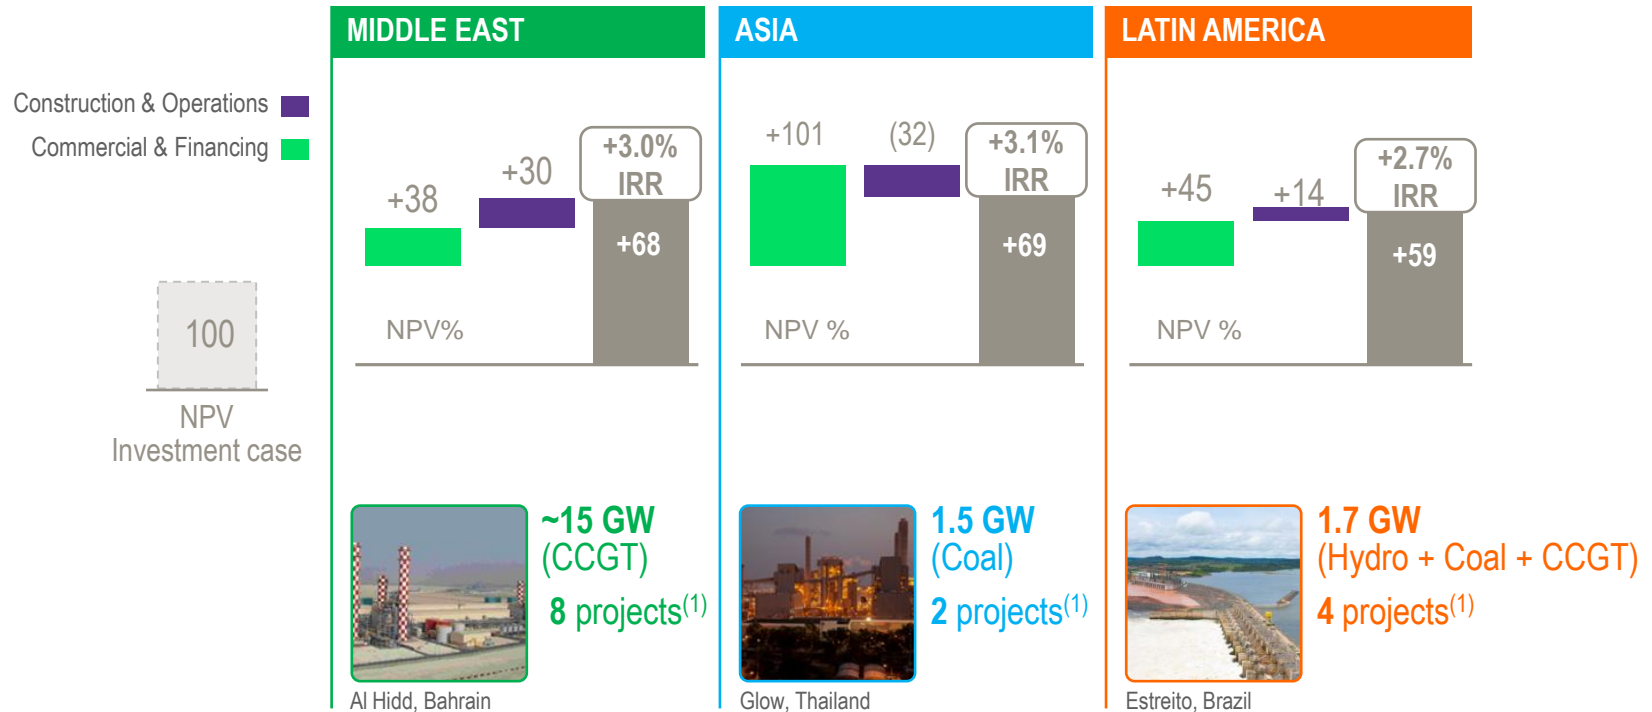 MIDDLE EAST
ASIA
LATIN AMERICA
Construction & Operations
Commercial & Financing
+38
+30
+3.0%
IRR
+68
NPV%
+101
(32)
+3.1%
IRR
+69
NPV %
+45
+14
+2.7%
IRR
+59
NPV %
100
NPV
Investment case
~15 GW
(CCGT)
8 projects(1)
Al Hidd, Bahrain
1.5 GW
(Coal)
2 projects(1)
Glow, Thailand
1.7 GW
(Hydro + Coal + CCGT)
4 projects(1)
Estreito, Brazil